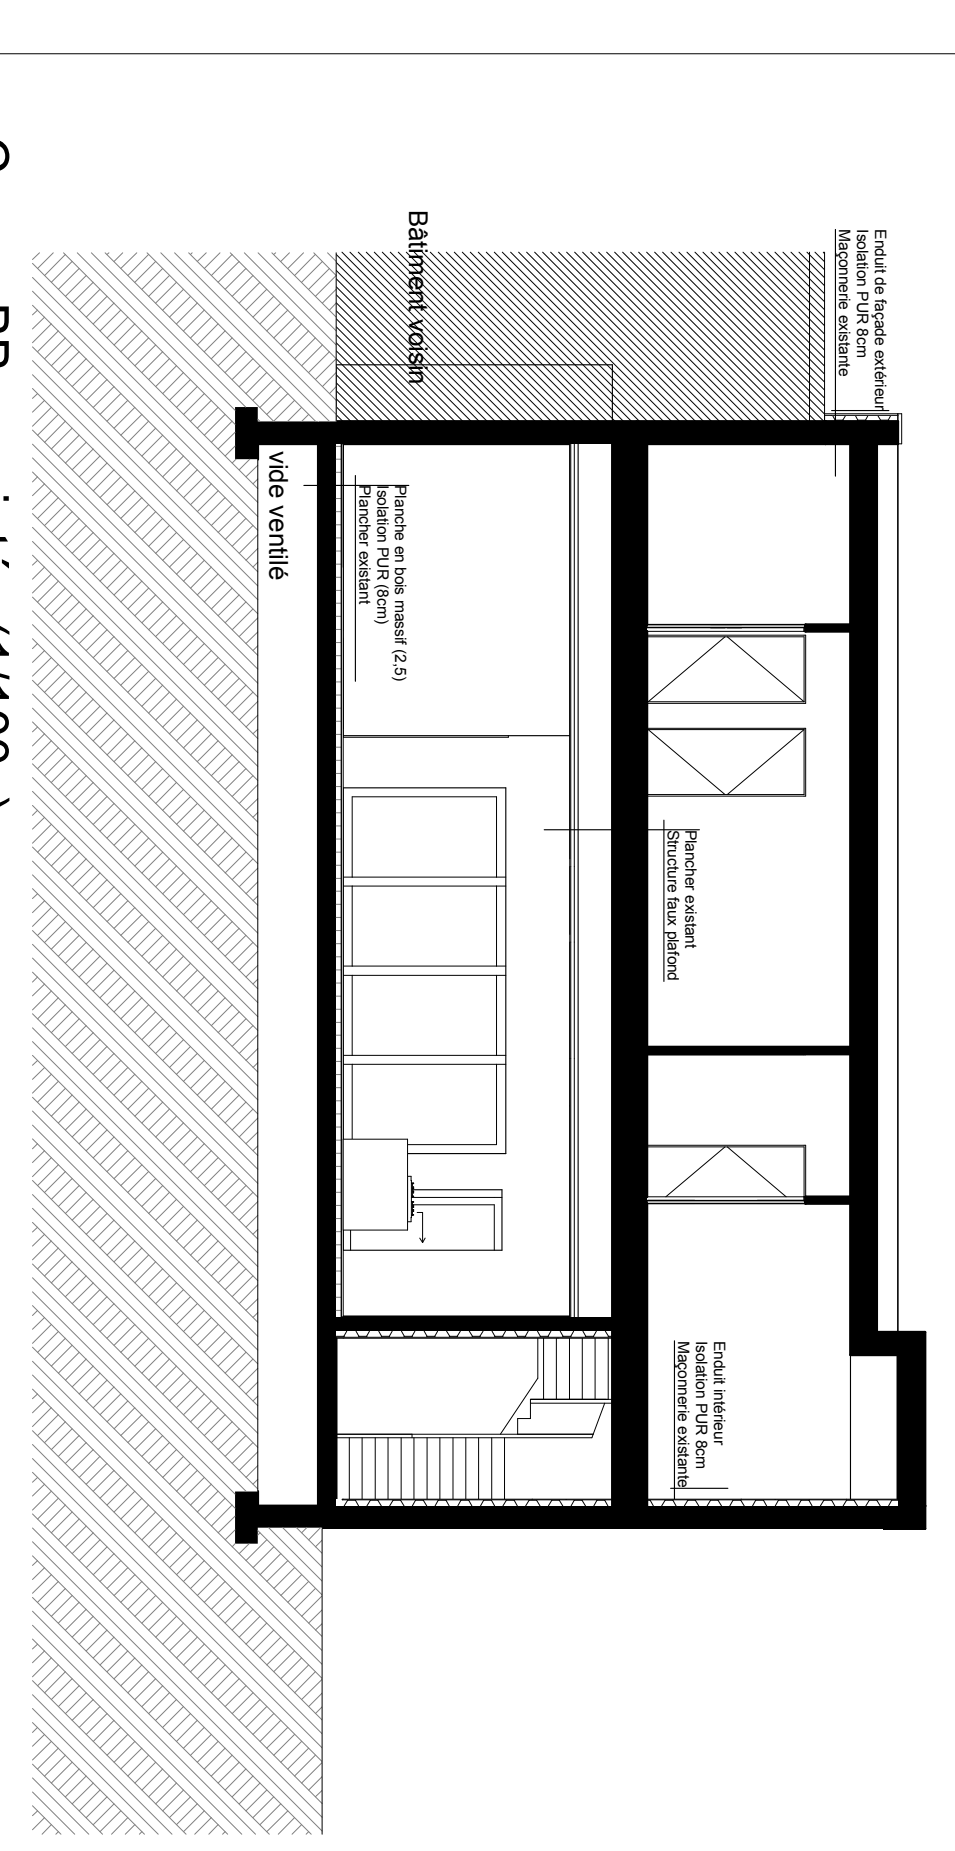 Enduit de façade extérieur
Isolation PUR 8cm
Maçonnerie existante
Bâtiment voisin
vide ventilé
Planche en bois massif (2,5)
Isolation PUR (8cm)
Plancher existant
Plancher existant
Structure faux plafond
Enduit intérieur
Isolation PUR 8cm
Maçonnerie existante